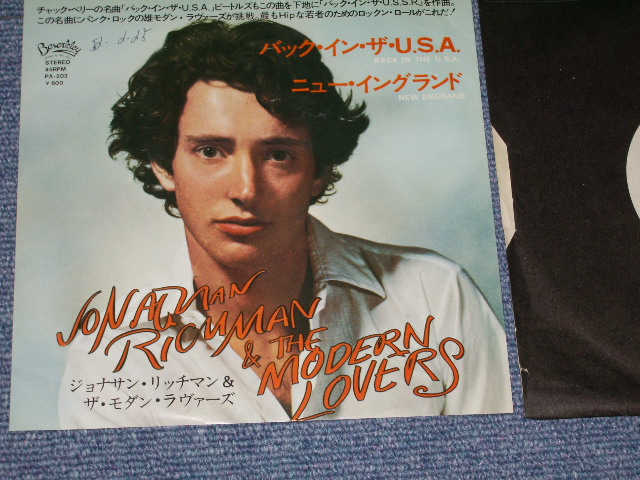 チャック・ベリーの名曲「バック・イン・ザ・U.S.A.」ビートルズもこの曲を下地に「バック・イン・ザ・U.S.S.R」を作曲。
この名曲にパンク・ロックの雄モダン・ラヴァーズが挑戦。最もHipな若者のためのロックン・ロールがこれだ!
Beserkley
STEREO
45RPM
PA-203
¥600
バック・イン・ザ・U.S.A.
BACK IN THE U.S.A.
ニュー・イングランド
NEW ENGRAND
JONATHAN
RICHMAN
& THE
MODERN
LOVERS
ジョナサン・リッチマン&
ザ・モダン・ラヴァーズ